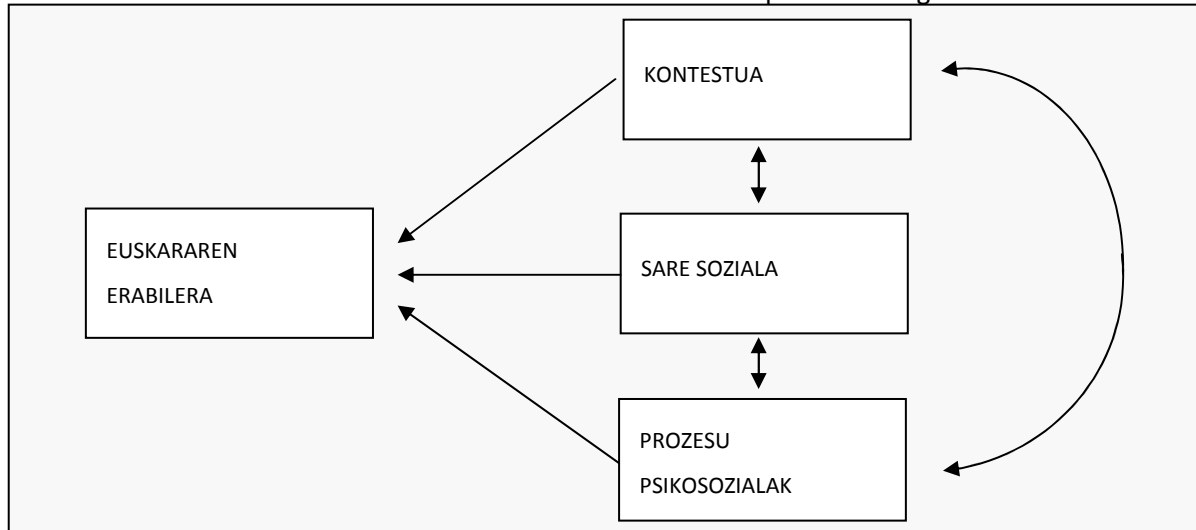 KONTESTUA
EUSKARAREN
ERABILERA
SARE SOZIALA
PROZESU
PSIKOSOZIALAK